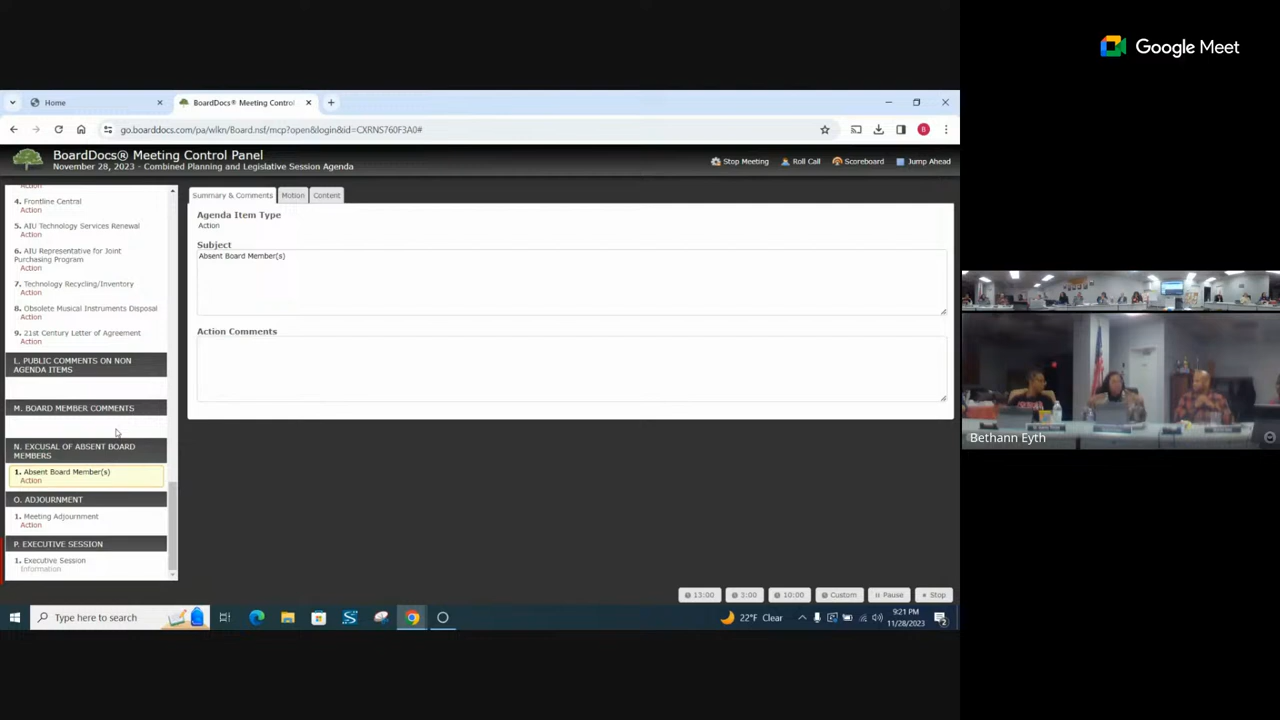 Google Meet
Home
BoardDocs® Meeting Control Panel
go.boarddocs.com/pa/wlkn/Board.nsf/mcp?open&login&id=CXRNS760F3A0#
B
BoardDocs® Meeting Control Panel
November 28, 2023 - Combined Planning and Legislative Session Agenda
Stop Meeting
Roll Call
Scoreboard
Jump Ahead
Action
4. Frontline Central
Action
5. AIU Technology Services Renewal
Action
6. AIU Representative for Joint
Purchasing Program
Action
7. Technology Recycling/Inventory
Action
8. Obsolete Musical Instruments Disposal
Action
9. 21st Century Letter of Agreement
Action
L. PUBLIC COMMENTS ON NON
AGENDA ITEMS
M. BOARD MEMBER COMMENTS
N. EXCUSAL OF ABSENT BOARD
MEMBERS
1. Absent Board Member(s)
Action
O. ADJOURNMENT
1. Meeting Adjournment
Action
P. EXECUTIVE SESSION
1. Executive Session
Information
Summary & Comments
Motion
Content
Agenda Item Type
Action
Subject
Absent Board Member(s)
Action Comments
13:00
2:00
10:00
Custom
Pause
Stop
Bethann Eyth
Type here to search
22°F Clear
9:21 PM
11/28/2023
2